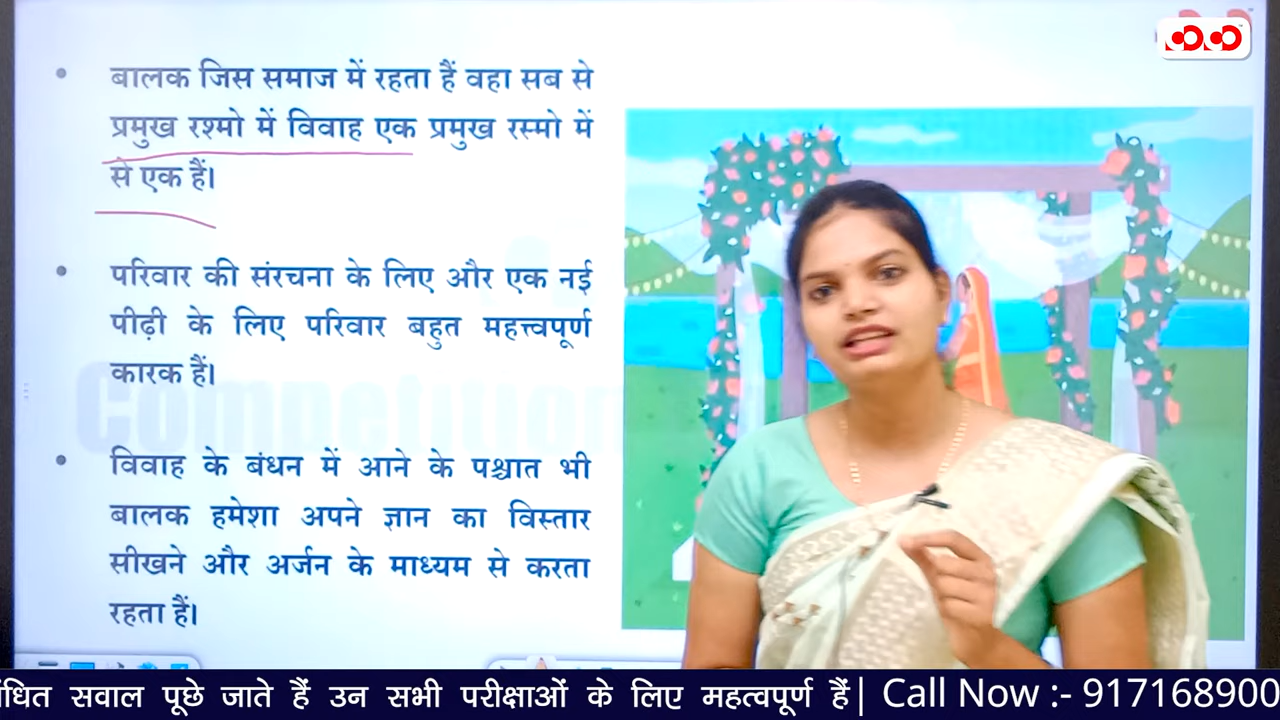 बालक जिस समाज में रहता हैं वहा सब से
प्रमुख रश्मो में विवाह एक प्रमुख रस्मो में
से एक हैं।
परिवार की संरचना के लिए और एक नई
पीढ़ी के लिए परिवार बहुत महत्त्वपूर्ण
कारक हैं।
विवाह के बंधन में आने के पश्चात भी
बालक हमेशा अपने ज्ञान का विस्तार
सीखने और अर्जन के माध्यम से करता
रहता हैं।
Competition
सवाल पूछे जाते हैं उन सभी परीक्षाओं के लिए महत्वपूर्ण हैं| Call Now :- 917168900